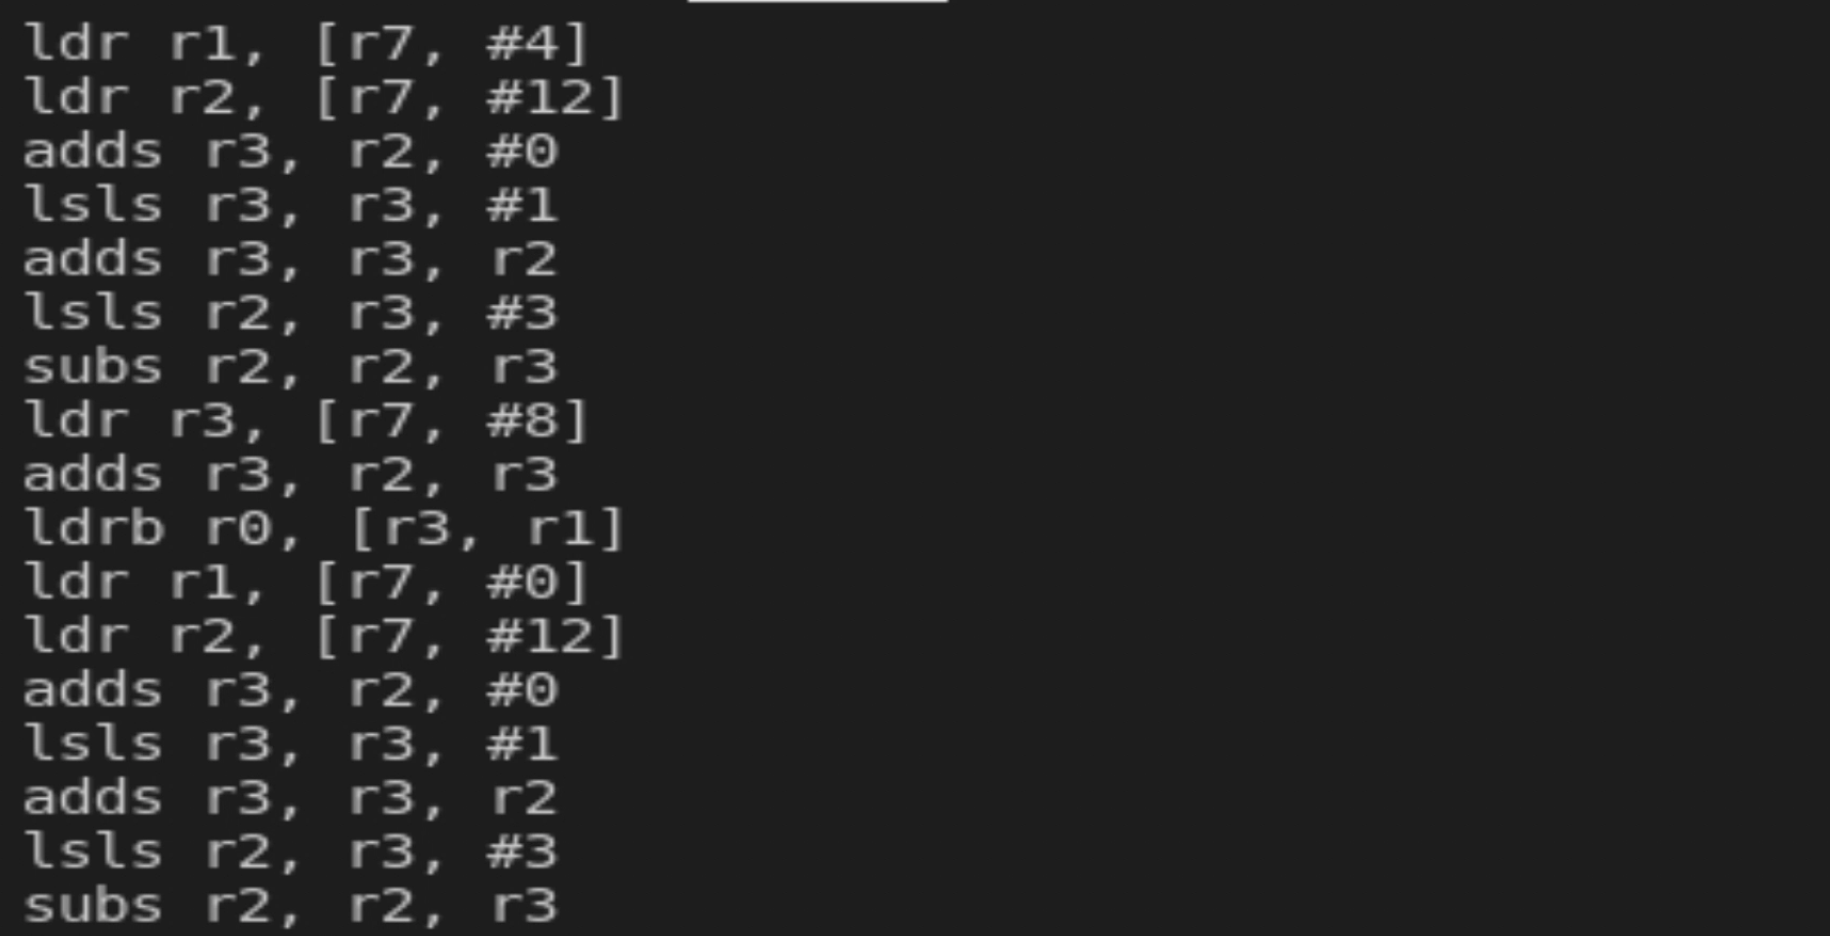 ldr r1, [r7, #4]
ldr r2, [r7, #12]
adds r3, r2, #0
lsls r3, r3, #1
adds r3, r3, r2
lsls r2, r3, #3
subs r2, r2, r3
ldr r3, [r7, #8]
adds r3, r2, r3
ldrb r0, [r3, r1]
ldr r1, [r7, #0]
ldr r2, [r7, #12]
adds r3, r2, #0
lsls r3, r3, #1
adds r3, r3, r2
lsls r2, r3, #3
subs r2, r2, r3